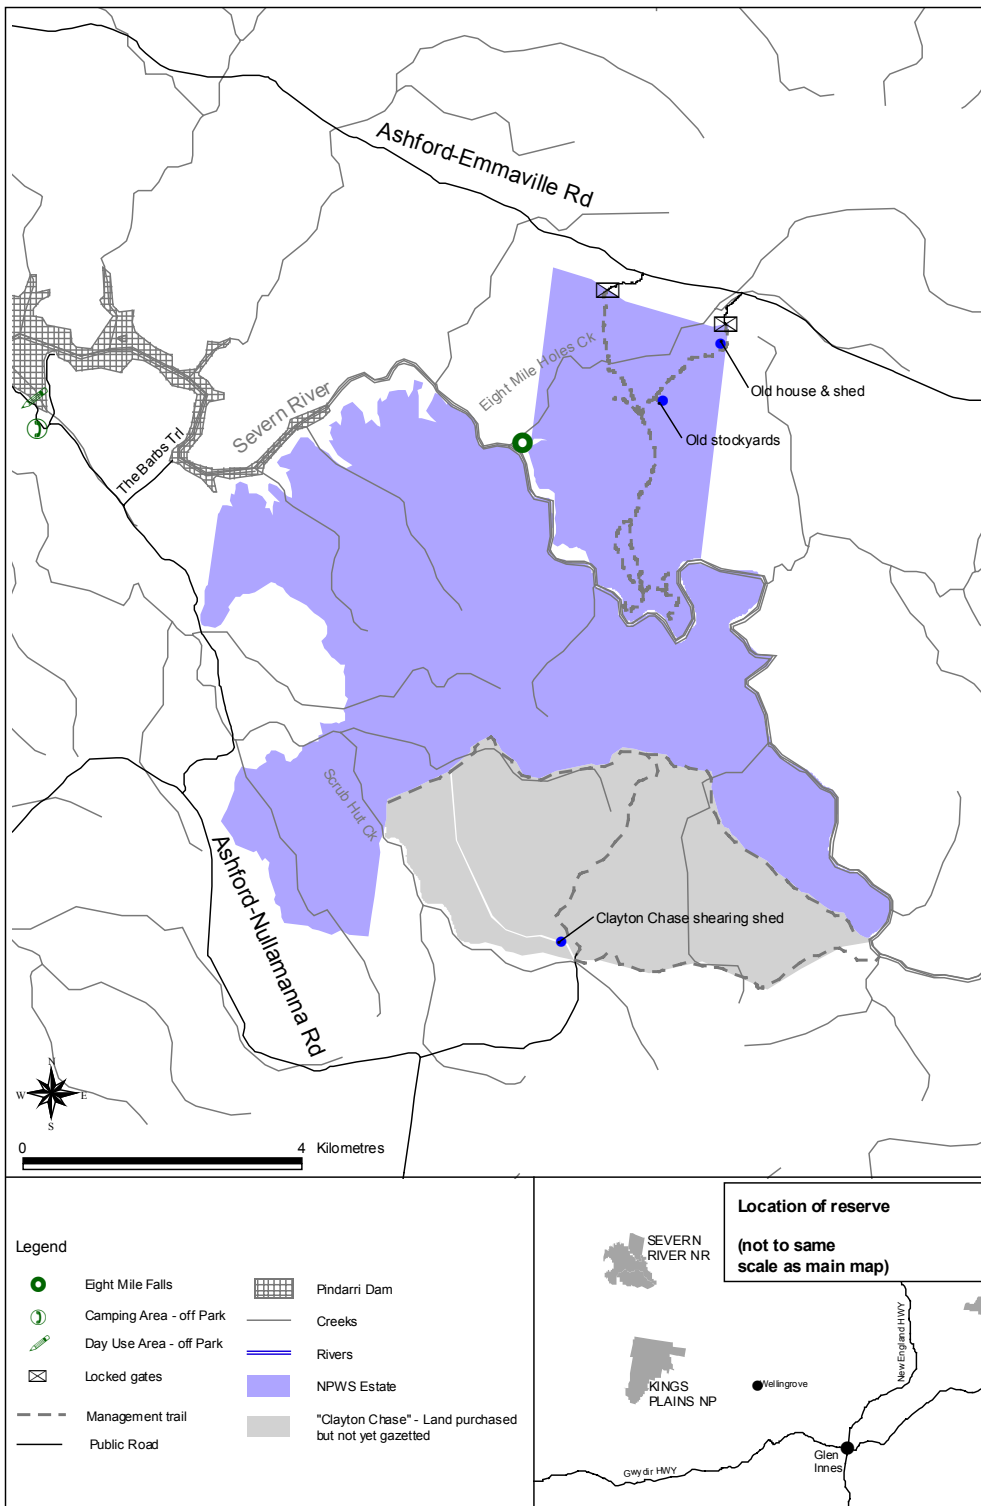 Ashford-Emmaville Rd
Eight Mile Holes Ck
Old house & shed
Old stockyards
Severn River
The Barbs Trl
Scrub Hut Ck
Ashford-Nullamanna Rd
Clayton Chase shearing shed
N
W
E
S
0
4
Kilometres
Legend
Eight Mile Falls
Camping Area - off Park
Day Use Area - off Park
Locked gates
Management trail
Public Road
Pindarri Dam
Creeks
Rivers
NPWS Estate
"Clayton Chase" - Land purchased
but not yet gazetted
Location of reserve
(not to same
scale as main map)
SEVERN
RIVER NR
KINGS
PLAINS NP
Wellingrove
New England HWY
Glen
Innes
Gwydir HWY